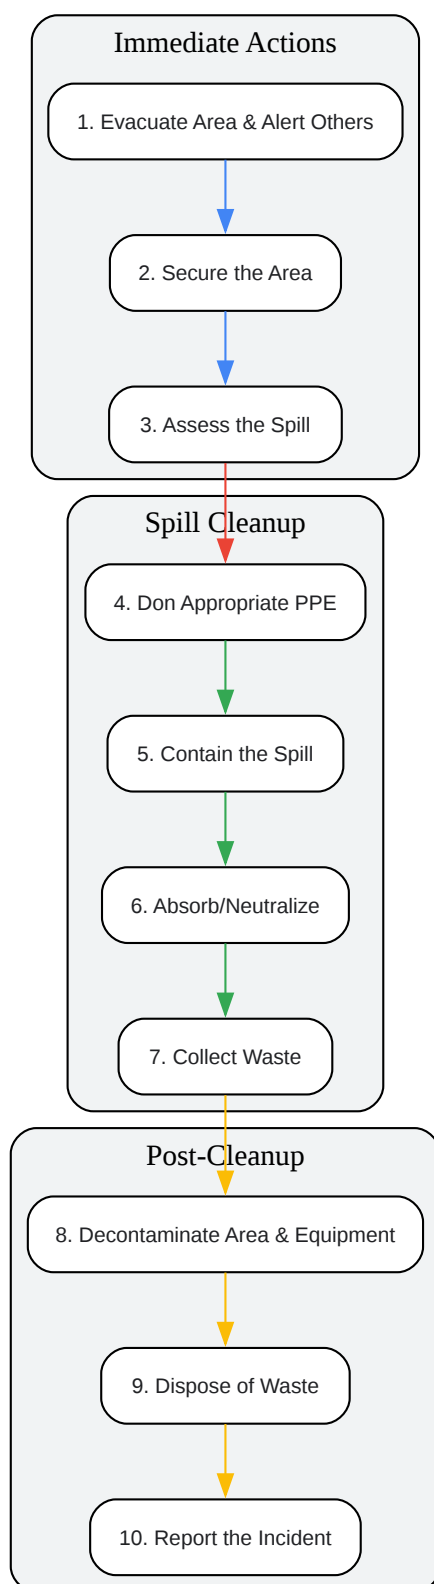 Immediate Actions
1. Evacuate Area & Alert Others
2. Secure the Area
3. Assess the Spill
Spill Cleanup
4. Don Appropriate PPE
5. Contain the Spill
6. Absorb/Neutralize
7. Collect Waste
Post-Cleanup
8. Decontaminate Area & Equipment
9. Dispose of Waste
10. Report the Incident